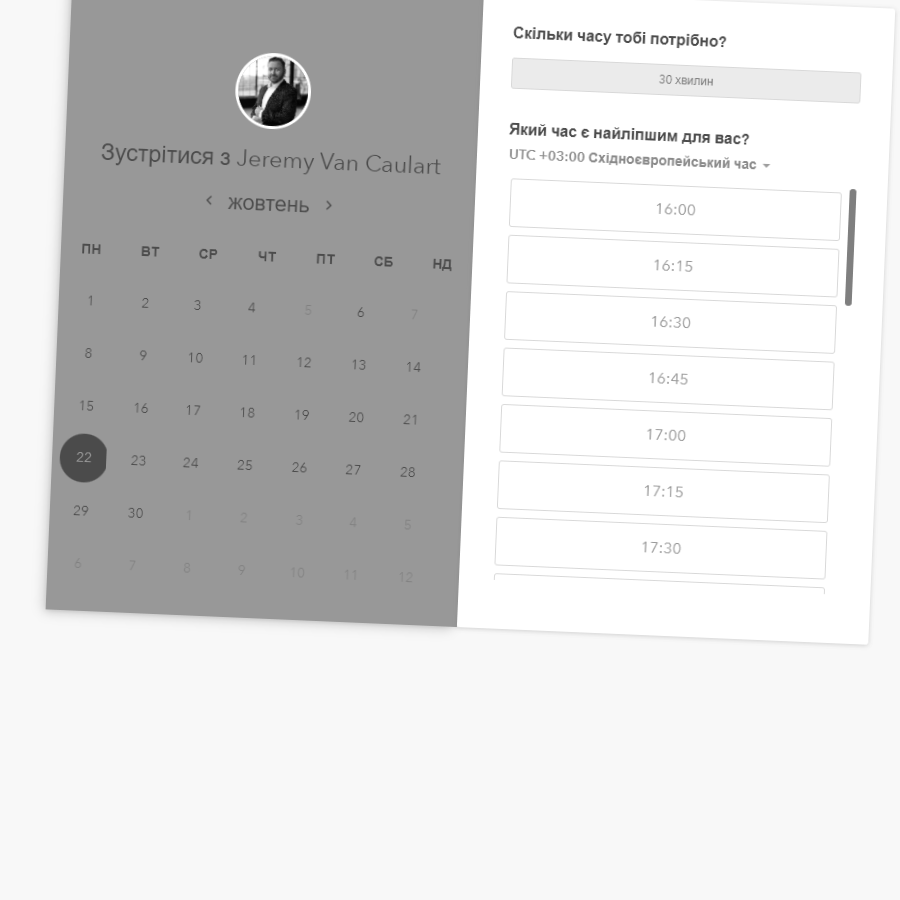 Зустрітися з Jeremy Van Caulart
‹ жовтень ›
ПН ВТ СР ЧТ ПТ СБ НД
1 2 3 4 5 6 7
8 9 10 11 12 13 14
15 16 17 18 19 20 21
22 23 24 25 26 27 28
29 30 1 2 3 4 5
6 7 8 9 10 11 12
Скільки часу тобі потрібно?
30 хвилин
Який час є найліпшим для вас?
UTC +03:00 Східноєвропейський час
16:00
16:15
16:30
16:45
17:00
17:15
17:30